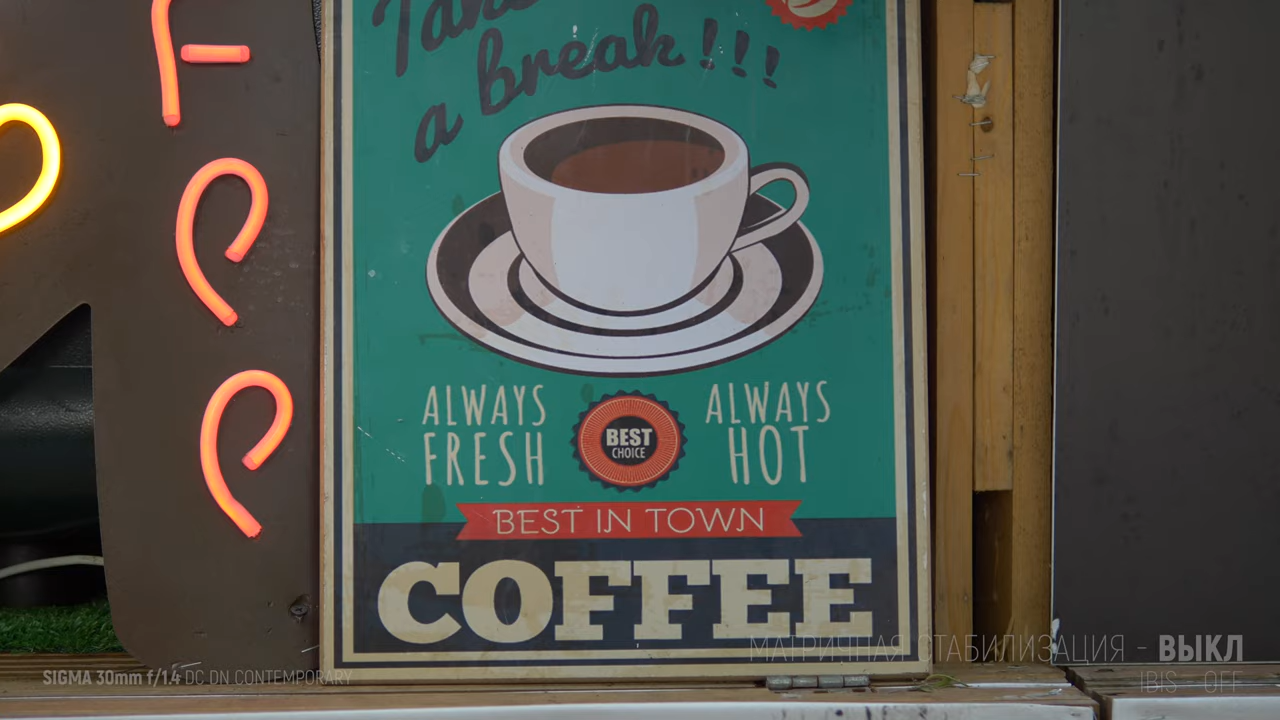 Take
a break!!!
ALWAYS
FRESH
BEST
CHOICE
ALWAYS
HOT
BEST IN TOWN
COFFEE
МАТРИЧНАЯ СТАБИЛИЗАЦИЯ - ВЫКЛ
IBIS - OFF
SIGMA 30mm f/1.4 DC DN CONTEMPORARY